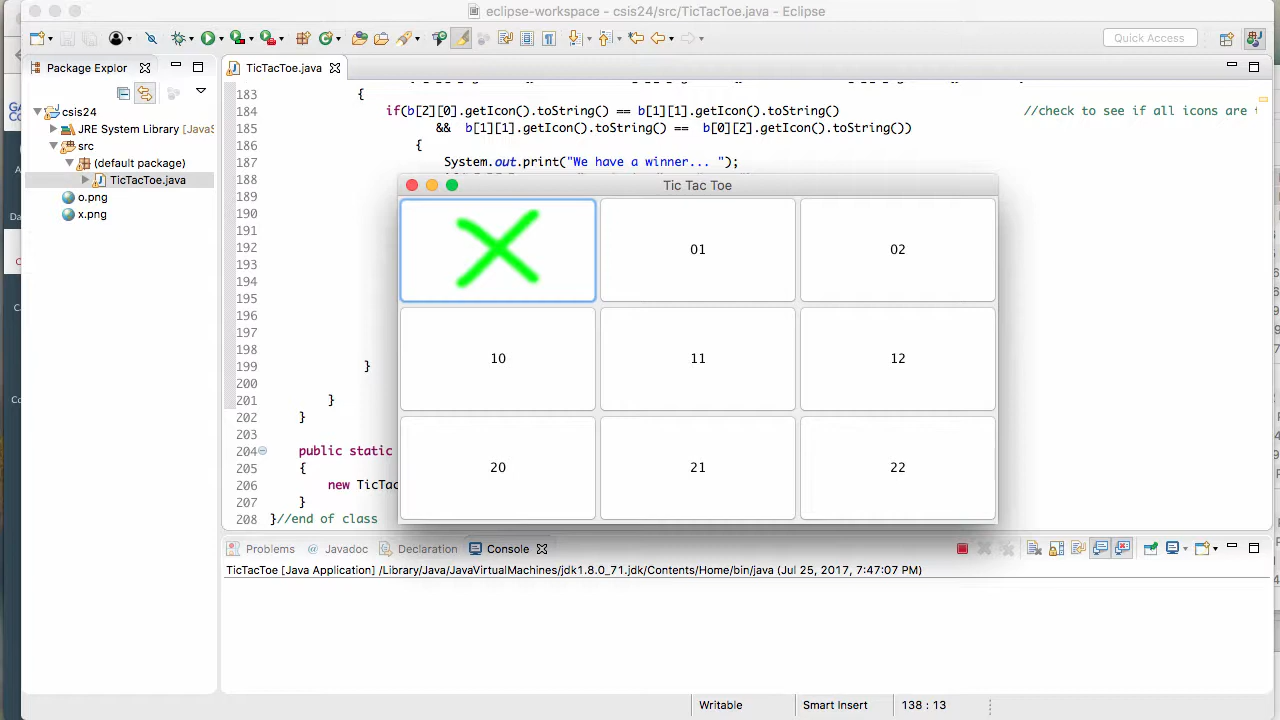 eclipse-workspace - csis24/src/TicTacToe.java - Eclipse
Quick Access
Package Explor
TicTacToe.java
csis24
JRE System Library [JavaS
src
(default package)
TicTacToe.java
o.png
x.png
183 {
184 if(b[2][0].getIcon().toString() == b[1][1].getIcon().toString() //check to see if all icons are t
185 && b[1][1].getIcon().toString() == b[0][2].getIcon().toString())
186 {
187 System.out.print("We have a winner... ");
188
189
190
191
192
193
194
195
196
197
198
199 }
200
201 }
202 }
203
204 public static
205 {
206 new TicTac
207 }
208 }//end of class
Tic Tac Toe
01 02
10 11 12
20 21 22
Problems @ Javadoc Declaration Console
TicTacToe [Java Application] /Library/Java/JavaVirtualMachines/jdk1.8.0_71.jdk/Contents/Home/bin/java (Jul 25, 2017, 7:47:07 PM)
Writable Smart Insert 138 : 13